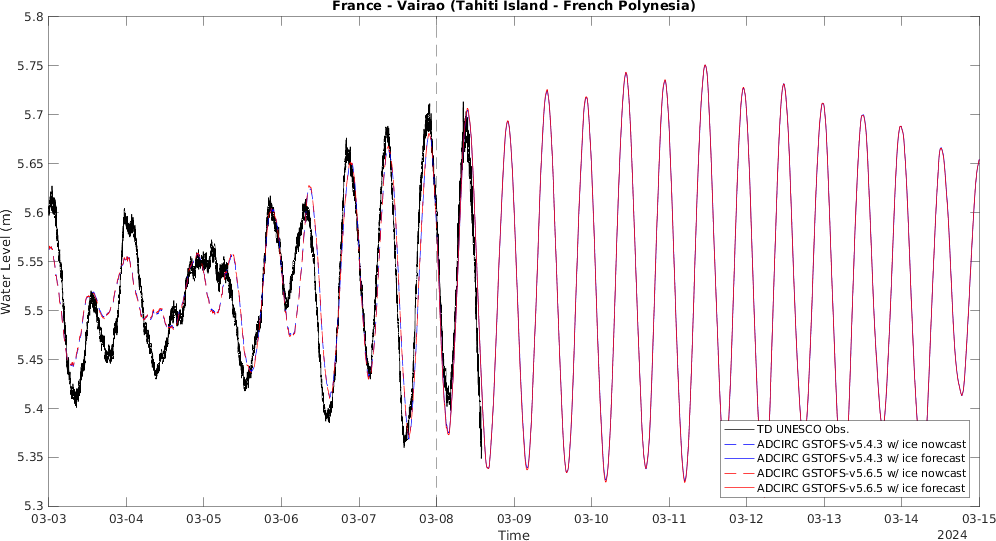 France - Vairao (Tahiti Island - French Polynesia)
5.8
5.75
5.7
5.65
5.6
5.55
5.5
5.45
5.4
5.35
5.3
Water Level (m)
TD UNESCO Obs.
ADCIRC GSTOFS-v5.4.3 w/ ice nowcast
ADCIRC GSTOFS-v5.4.3 w/ ice forecast
ADCIRC GSTOFS-v5.6.5 w/ ice nowcast
ADCIRC GSTOFS-v5.6.5 w/ ice forecast
03-03 03-04 03-05 03-06 03-07 03-08 03-09 03-10 03-11 03-12 03-13 03-14 03-15
Time
2024